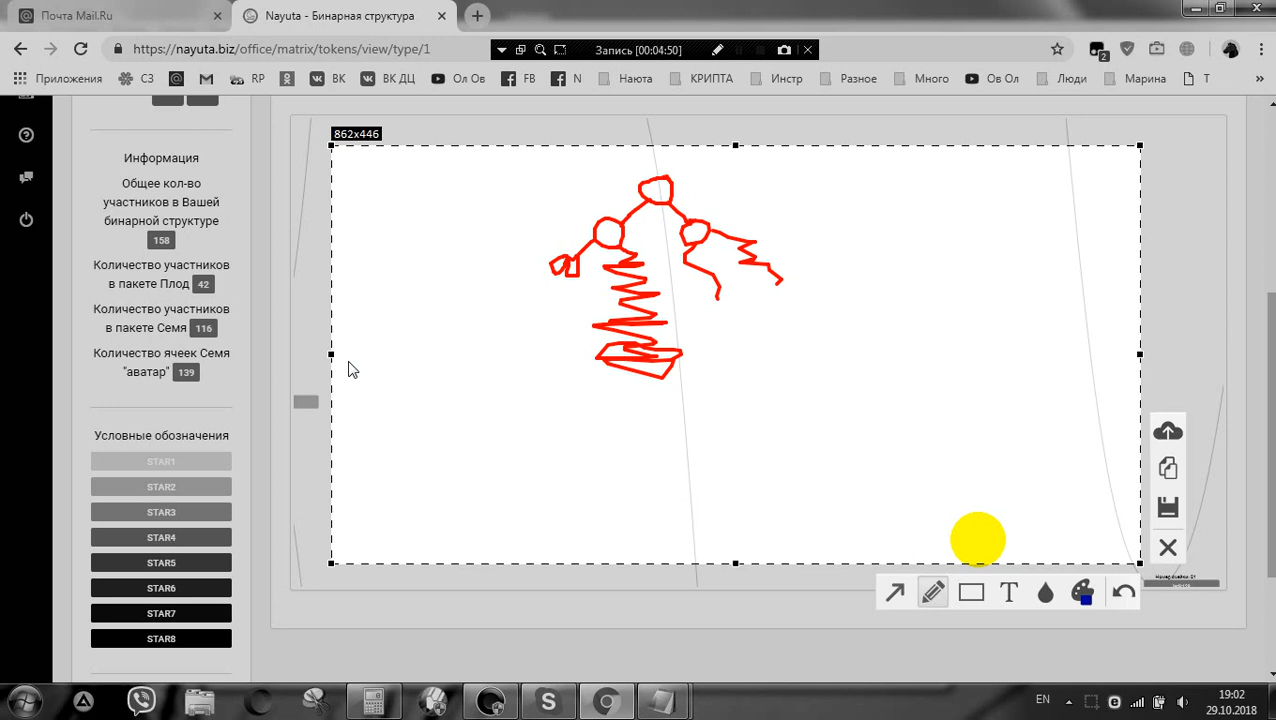 Почта Mail.Ru
Nayuta - Бинарная структура
https://nayuta.biz/office/matrix/tokens/view/type/1
Запись [00:04:50]
2
Приложения
СЗ
RP
ВК
ВК ДЦ
Ол Ов
FB
N
Наюта
КРИПТА
Инстр
Разное
Много
Ов Ол
Люди
Марина
Т
»
862x446
Информация
Общее кол-во
участников в Вашей
бинарной структуре
158
Количество участников
в пакете Плод 42
Количество участников
в пакете Семя 116
Количество ячеек Семя
"аватар" 139
Условные обозначения
STAR1
STAR2
STAR3
STAR4
STAR5
STAR6
STAR7
STAR8
T
EN
19:02
29.10.2018